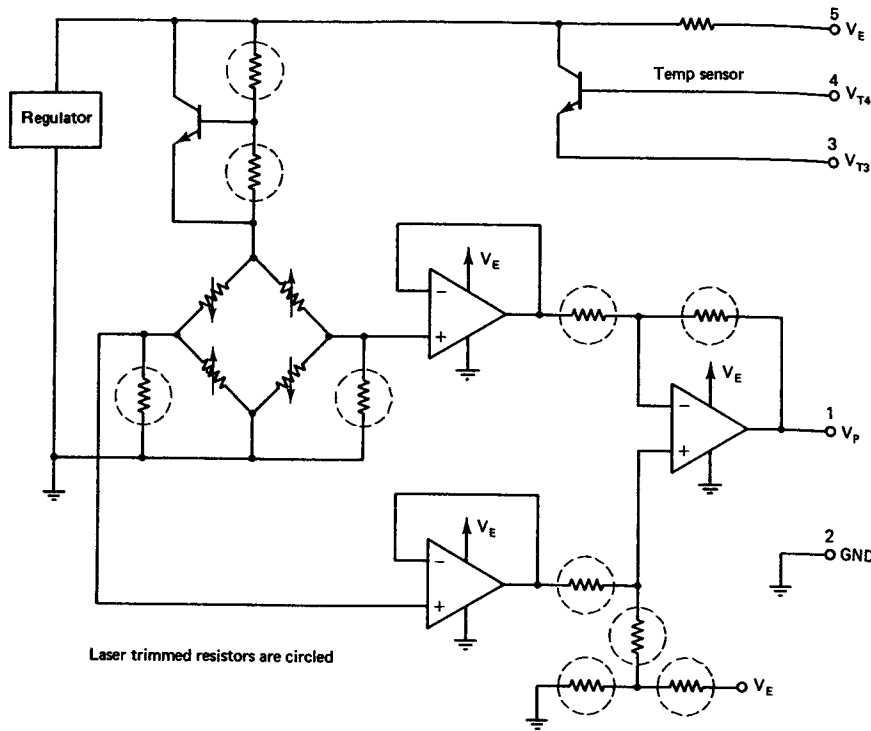 5
V_E
Temp sensor
4
V_T4
Regulator
3
V_T3
V_E
−
+
V_E
−
+
1
V_P
V_E
−
+
2
GND
Laser trimmed resistors are circled
V_E